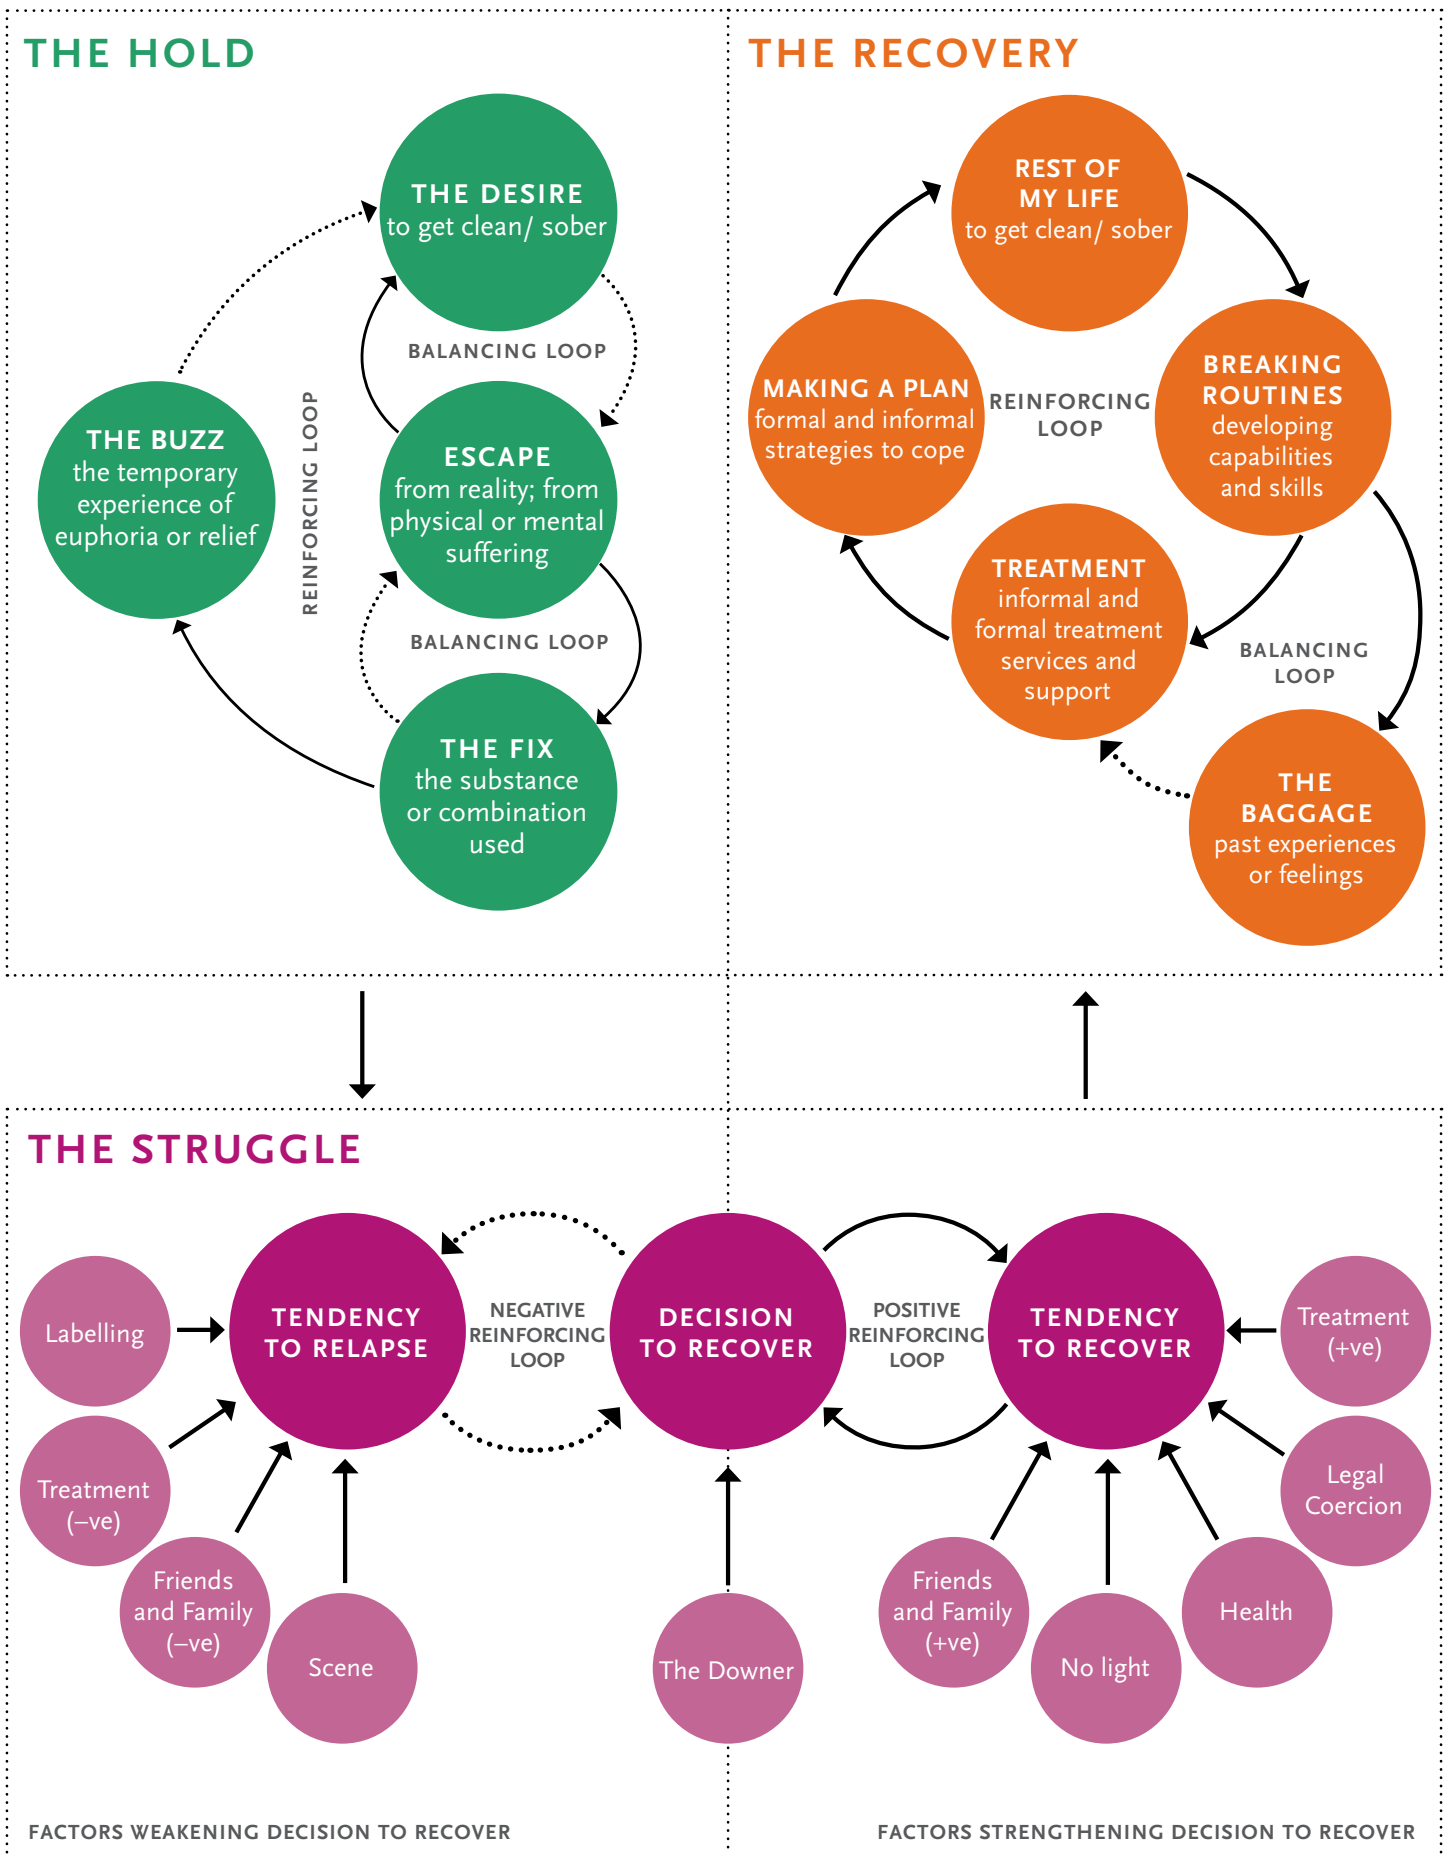 THE HOLD
THE DESIRE
to get clean/ sober
BALANCING LOOP
REINFORCING LOOP
THE BUZZ
the temporary
experience of
euphoria or relief
ESCAPE
from reality; from
physical or mental
suffering
BALANCING LOOP
THE FIX
the substance
or combination
used
THE RECOVERY
REST OF
MY LIFE
to get clean/ sober
MAKING A PLAN
formal and informal
strategies to cope
REINFORCING
LOOP
BREAKING
ROUTINES
developing
capabilities
and skills
TREATMENT
informal and
formal treatment
services and
support
BALANCING
LOOP
THE
BAGGAGE
past experiences
or feelings
THE STRUGGLE
Labelling
TENDENCY
TO RELAPSE
NEGATIVE
REINFORCING
LOOP
DECISION
TO RECOVER
POSITIVE
REINFORCING
LOOP
TENDENCY
TO RECOVER
Treatment
(+ve)
Treatment
(–ve)
Legal
Coercion
Friends
and Family
(–ve)
Scene
The Downer
Friends
and Family
(+ve)
No light
Health
FACTORS WEAKENING DECISION TO RECOVER
FACTORS STRENGTHENING DECISION TO RECOVER